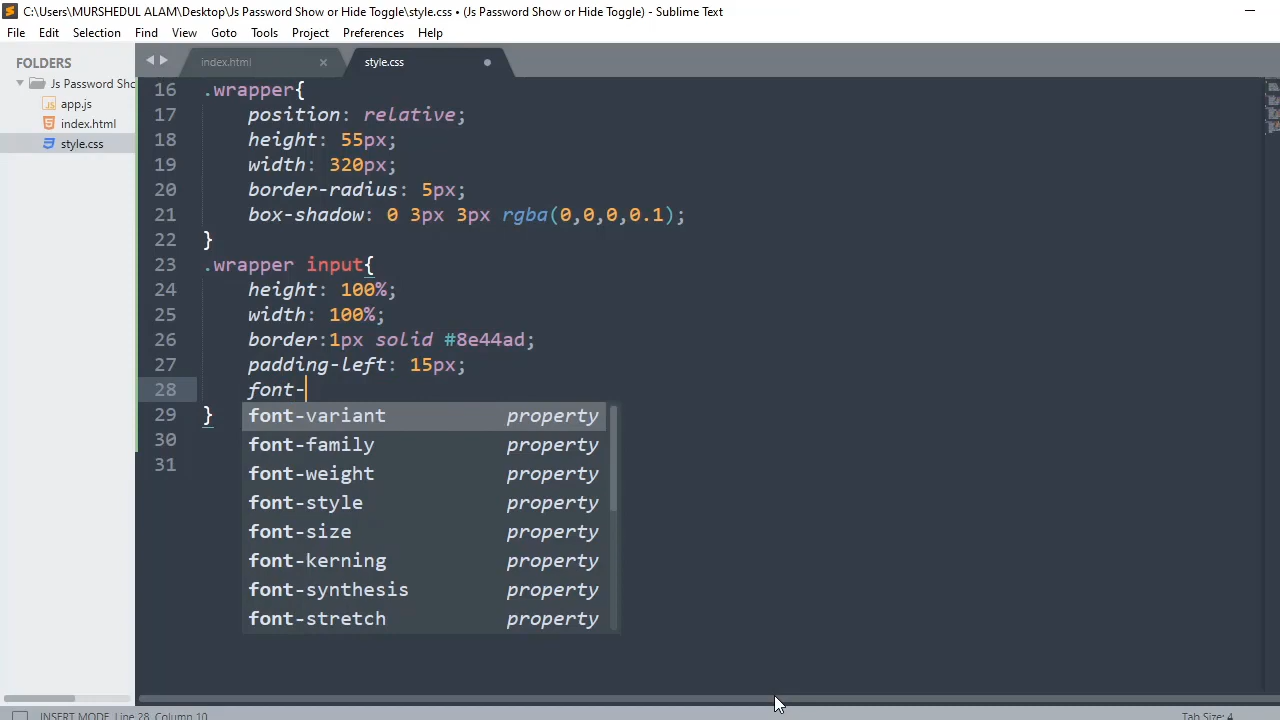 C:\Users\MURSHEDUL ALAM\Desktop\Js Password Show or Hide Toggle\style.css • (Js Password Show or Hide Toggle) - Sublime Text
File Edit Selection Find View Goto Tools Project Preferences Help
FOLDERS
Js Password Sho
app.js
index.html
style.css
index.html style.css
16 .wrapper{
17 position: relative;
18 height: 55px;
19 width: 320px;
20 border-radius: 5px;
21 box-shadow: 0 3px 3px rgba(0,0,0,0.1);
22 }
23 .wrapper input{
24 height: 100%;
25 width: 100%;
26 border:1px solid #8e44ad;
27 padding-left: 15px;
28 font-
29 }
30
31
font-variant property
font-family property
font-weight property
font-style property
font-size property
font-kerning property
font-synthesis property
font-stretch property
INSERT MODE, Line 28, Column 10 Tab Size: 4